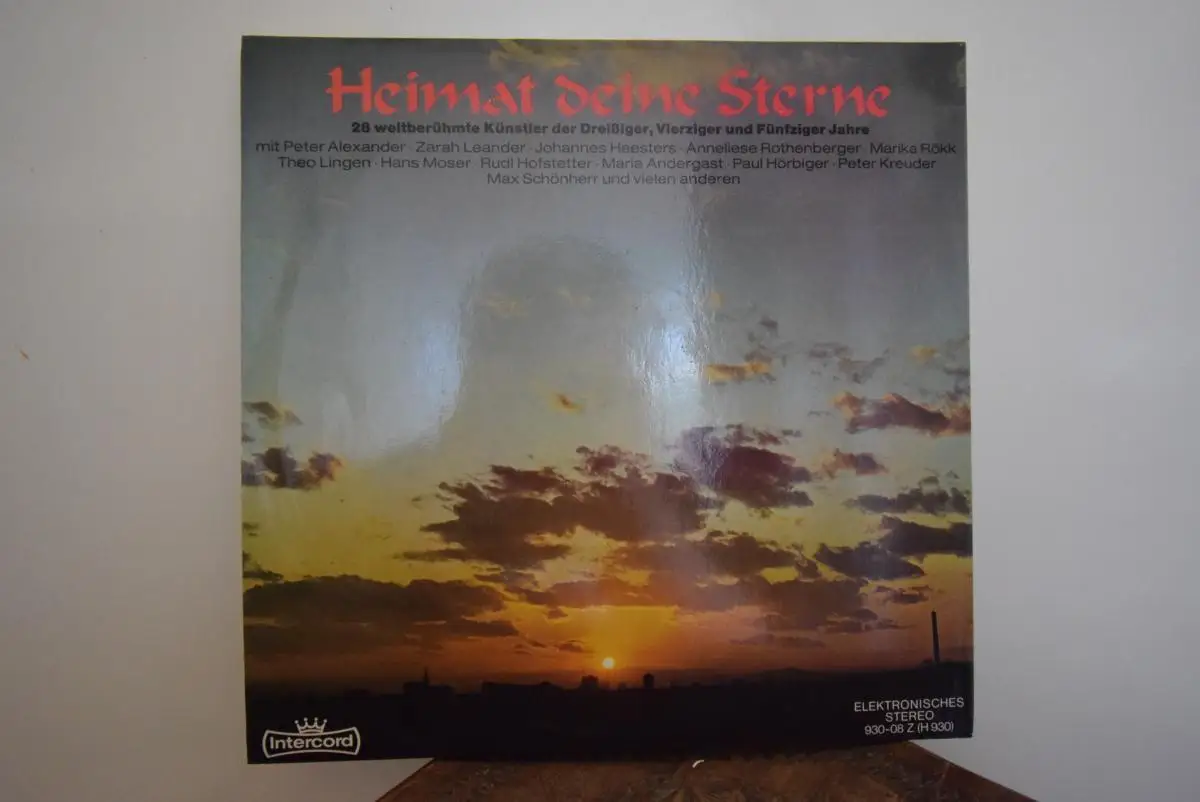 Heimat deine Sterne
28 weltberühmte Künstler der Dreißiger, Vierziger und Fünfziger Jahre
mit Peter Alexander · Zarah Leander · Johannes Heesters · Anneliese Rothenberger · Marika Rökk
Theo Lingen · Hans Moser · Rudi Hofstetter · Maria Andergast · Paul Hörbiger · Peter Kreuder
Max Schönherr und vielen anderen
ELEKTRONISCHES
STEREO
930-08 Z (H 930)
Intercord